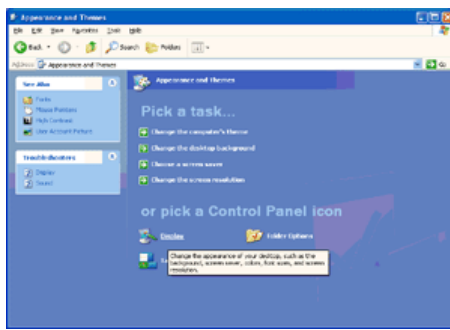 Appearance and Themes
File Edit View Favorites Tools Help
Back Search Folders
Address Appearance and Themes Go
See Also
Fonts
Mouse Pointers
High Contrast
User Account Picture
Troubleshooters
Display
Sound
Appearance and Themes
Pick a task...
Change the computer's theme
Change the desktop background
Choose a screen saver
Change the screen resolution
or pick a Control Panel icon
Display Folder Options
Change the appearance of your desktop, such as the
background, screen saver, colors, font sizes, and screen
resolution.